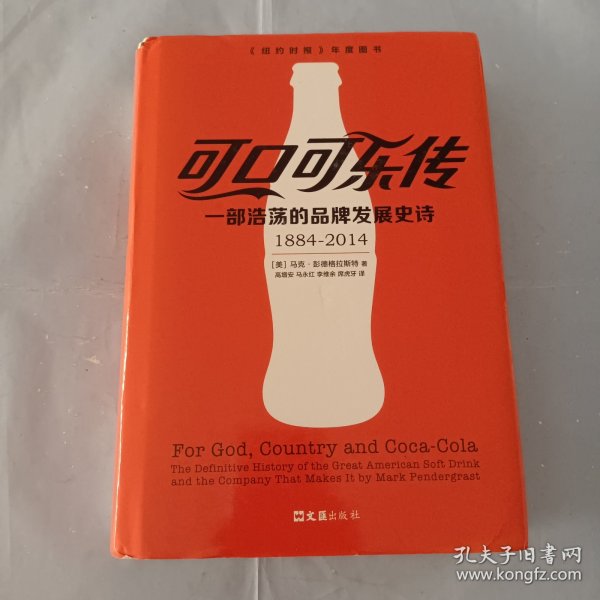 《纽约时报》年度图书
可口可乐传
一部浩荡的品牌发展史诗
1884-2014
[美] 马克·彭德格拉斯特 著
高增安 马永红 李维余 席虎牙 译
For God, Country and Coca-Cola
The Definitive History of the Great American Soft Drink
and the Company That Makes It by Mark Pendergrast
文匯出版社
孔夫子旧书网
www.kongfz.com